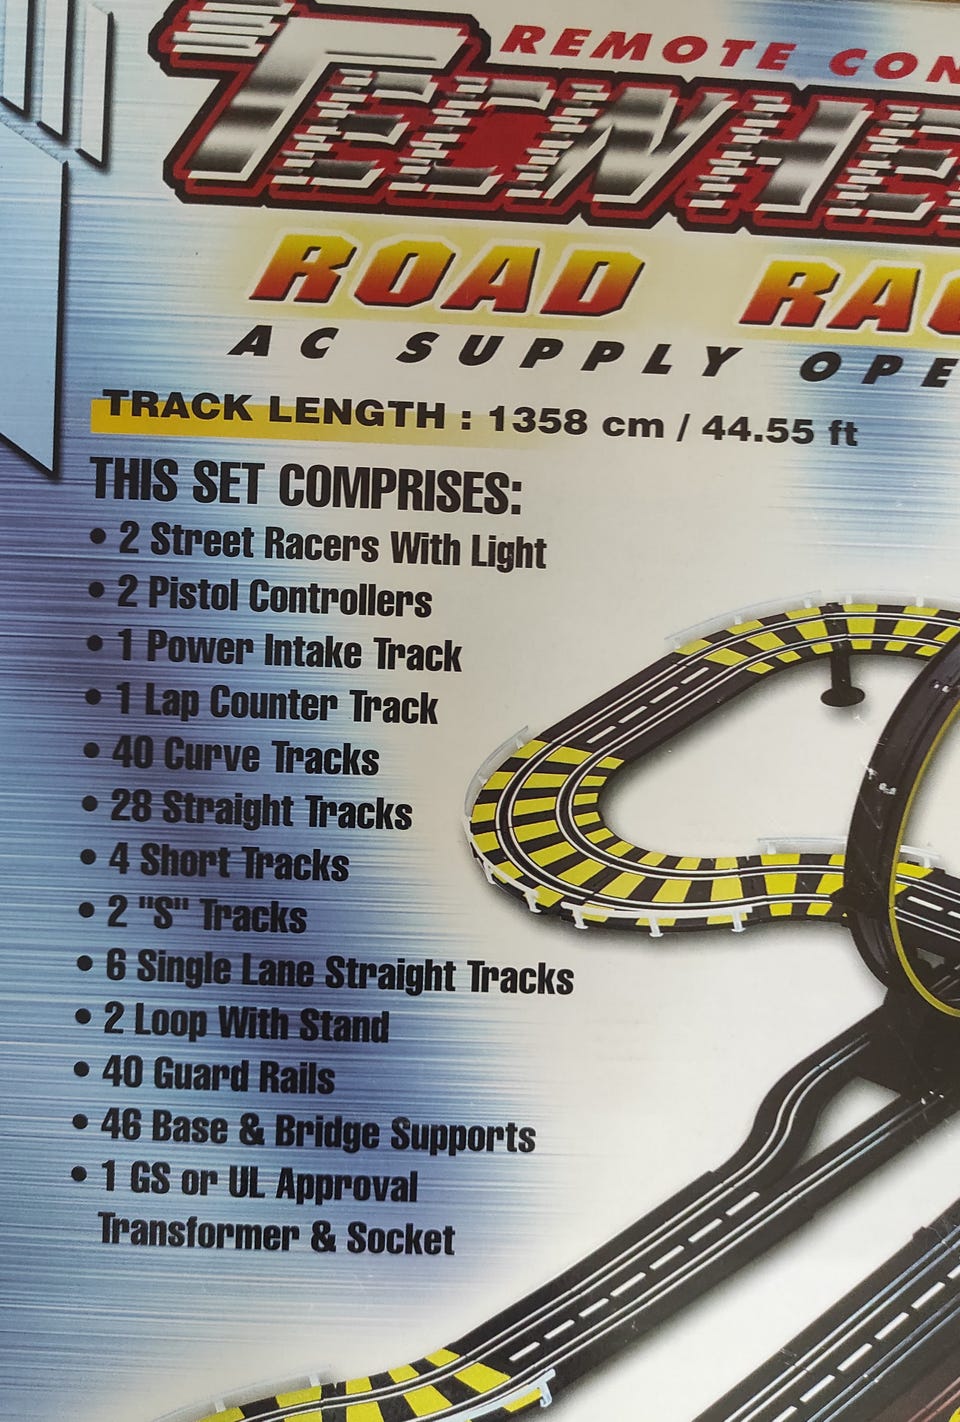 REMOTE CON
TECNHE
ROAD RAC
AC SUPPLY OPE
TRACK LENGTH : 1358 cm / 44.55 ft
THIS SET COMPRISES:
• 2 Street Racers With Light
• 2 Pistol Controllers
• 1 Power Intake Track
• 1 Lap Counter Track
• 40 Curve Tracks
• 28 Straight Tracks
• 4 Short Tracks
• 2 "S" Tracks
• 6 Single Lane Straight Tracks
• 2 Loop With Stand
• 40 Guard Rails
• 46 Base & Bridge Supports
• 1 GS or UL Approval
Transformer & Socket